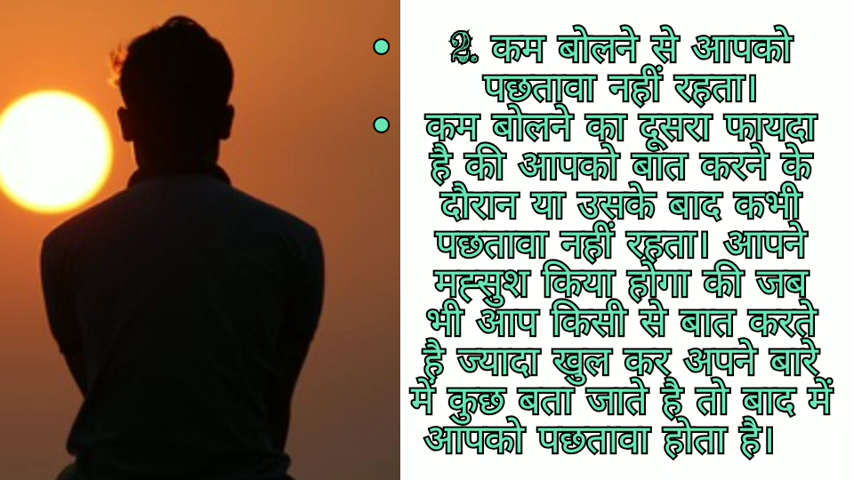 2. कम बोलने से आपको
पछतावा नहीं रहता।
कम बोलने का दूसरा फायदा
है की आपको बात करने के
दौरान या उसके बाद कभी
पछतावा नहीं रहता। आपने
मह्सुश किया होगा की जब
भी आप किसी से बात करते
है ज्यादा खुल कर अपने बारे
में कुछ बता जाते है तो बाद में
आपको पछतावा होता है।